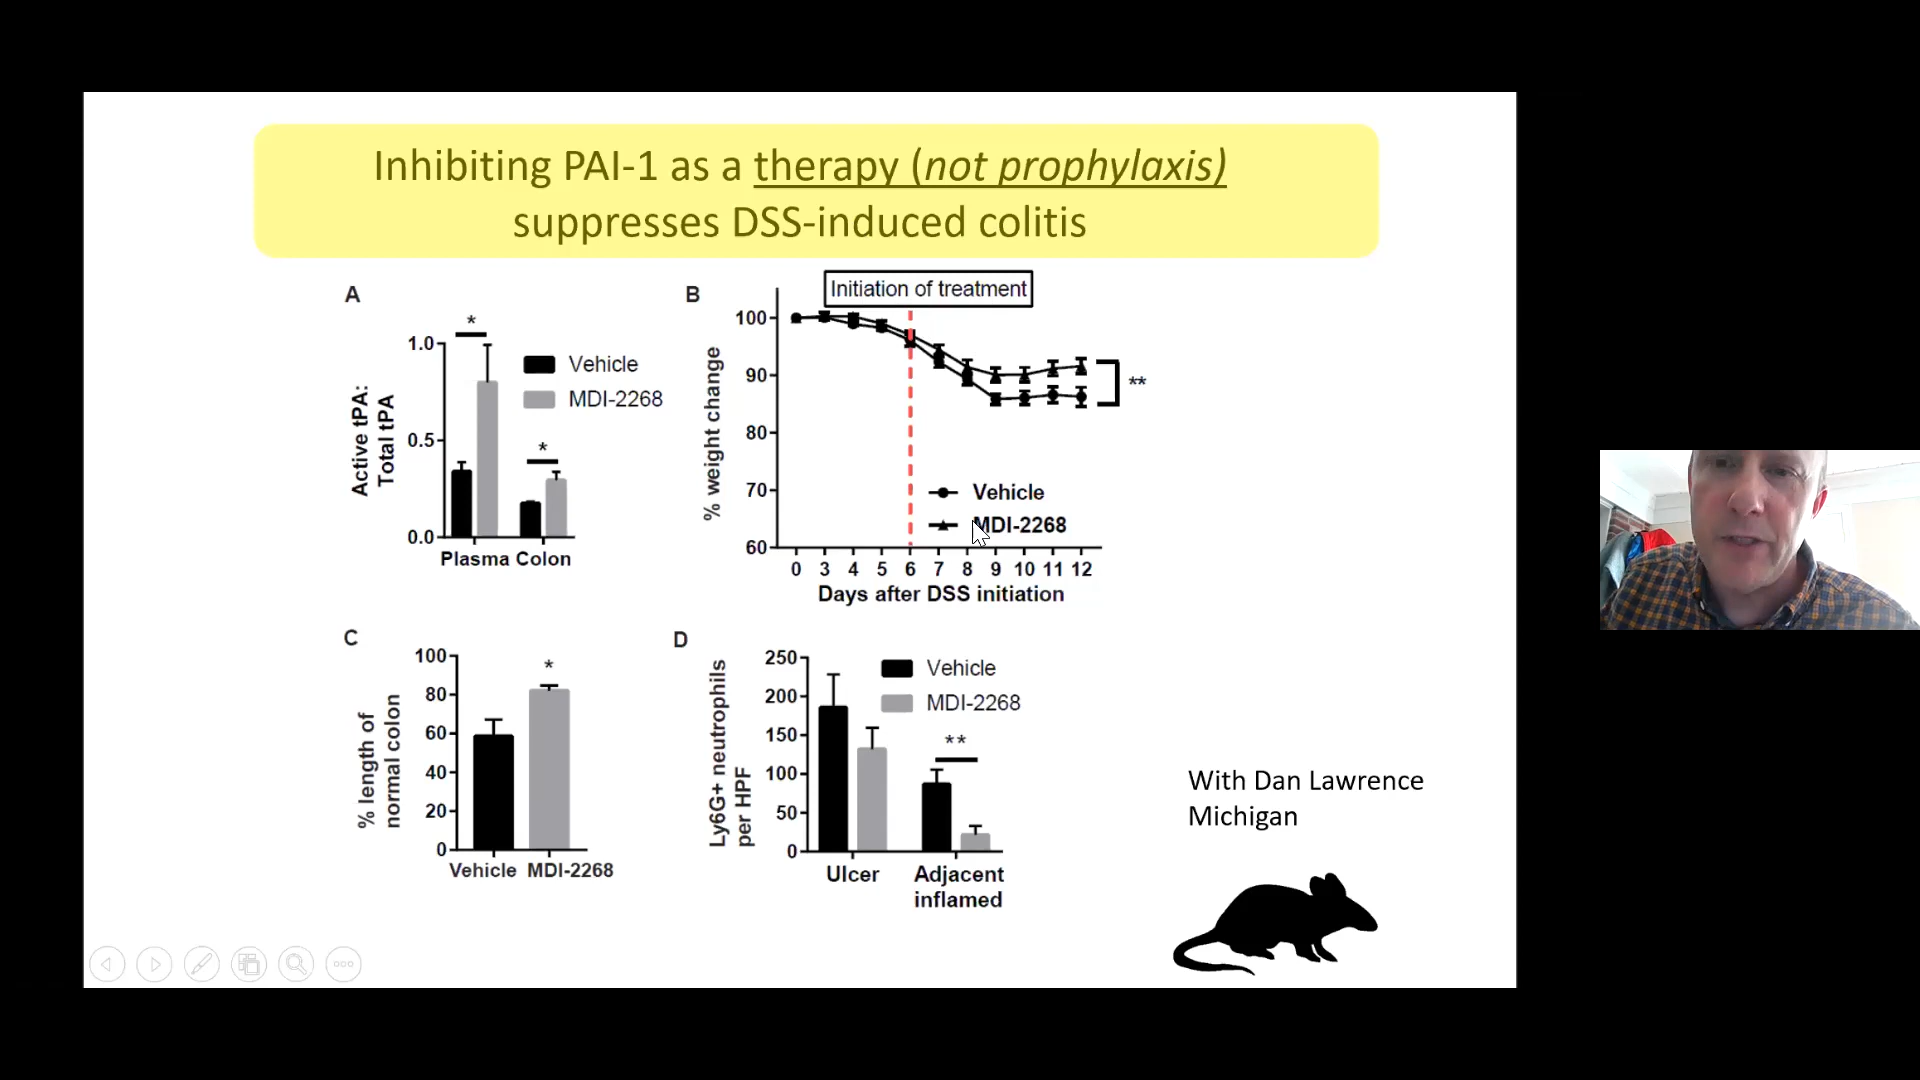 Inhibiting PAI-1 as a therapy (not prophylaxis)
suppresses DSS-induced colitis
A
*
1.0
0.5
0.0
Active tPA:
Total tPA
*
Vehicle
MDI-2268
Plasma Colon
B
Initiation of treatment
100
90
80
70
60
% weight change
**
Vehicle
MDI-2268
0 3 4 5 6 7 8 9 10 11 12
Days after DSS initiation
C
100
80
60
40
20
0
% length of
normal colon
*
Vehicle MDI-2268
D
250
200
150
100
50
0
Ly6G+ neutrophils
per HPF
Vehicle
MDI-2268
**
Ulcer
Adjacent
inflamed
With Dan Lawrence
Michigan